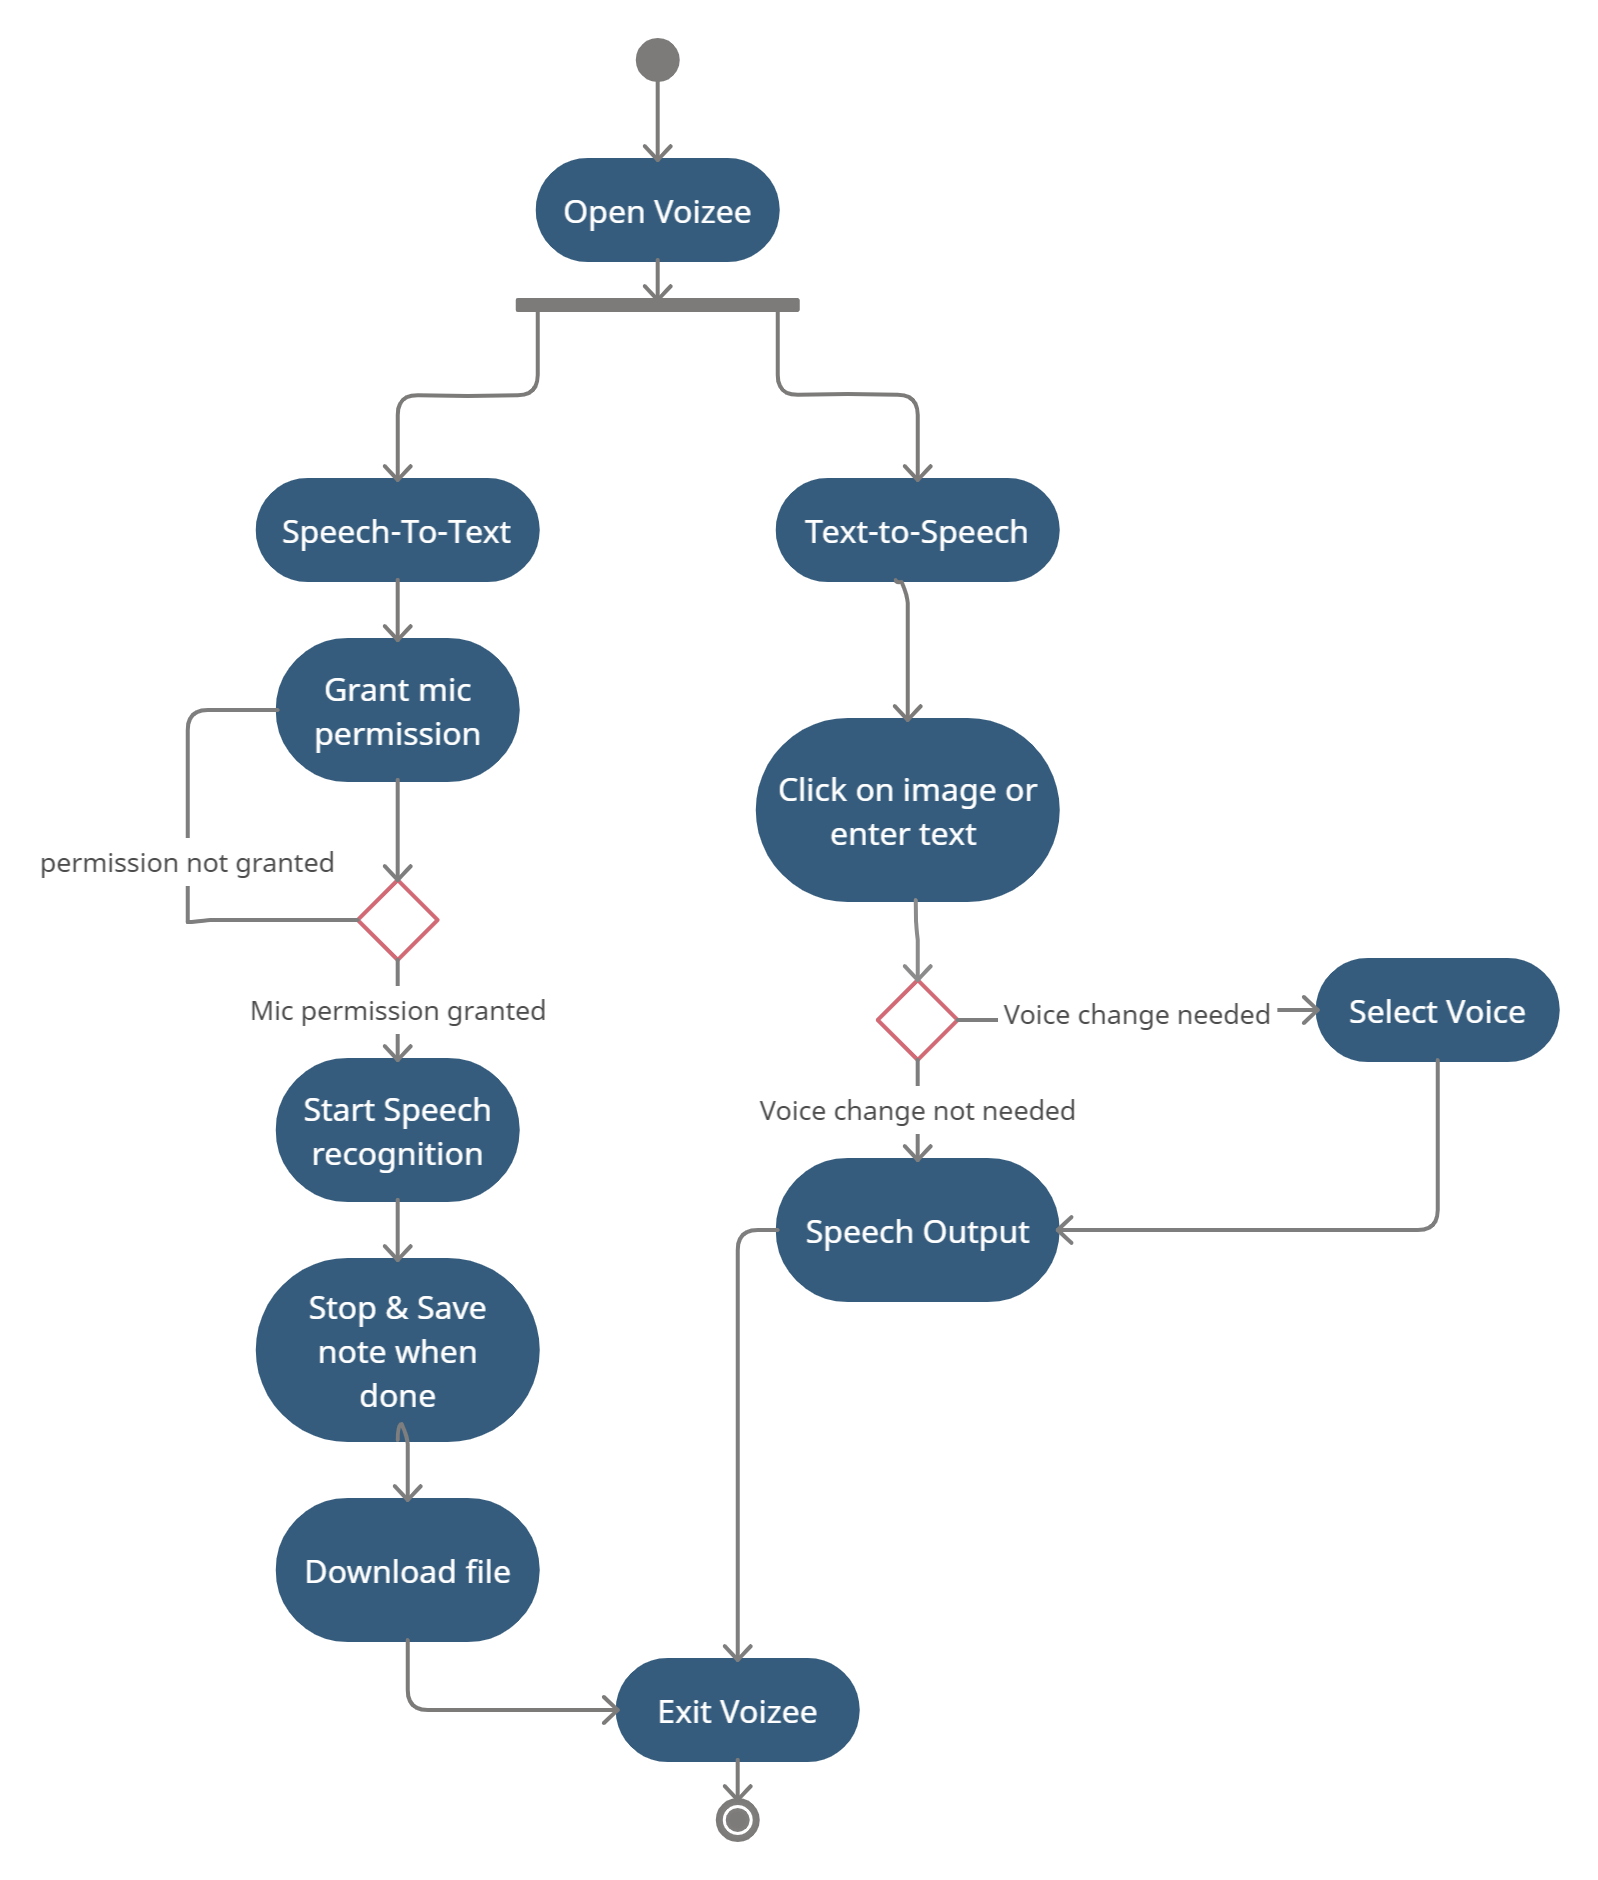 Open Voizee
Speech-To-Text
Text-to-Speech
Grant mic
permission
Click on image or
enter text
permission not granted
Mic permission granted
Voice change needed
Select Voice
Start Speech
recognition
Voice change not needed
Speech Output
Stop & Save
note when
done
Download file
Exit Voizee